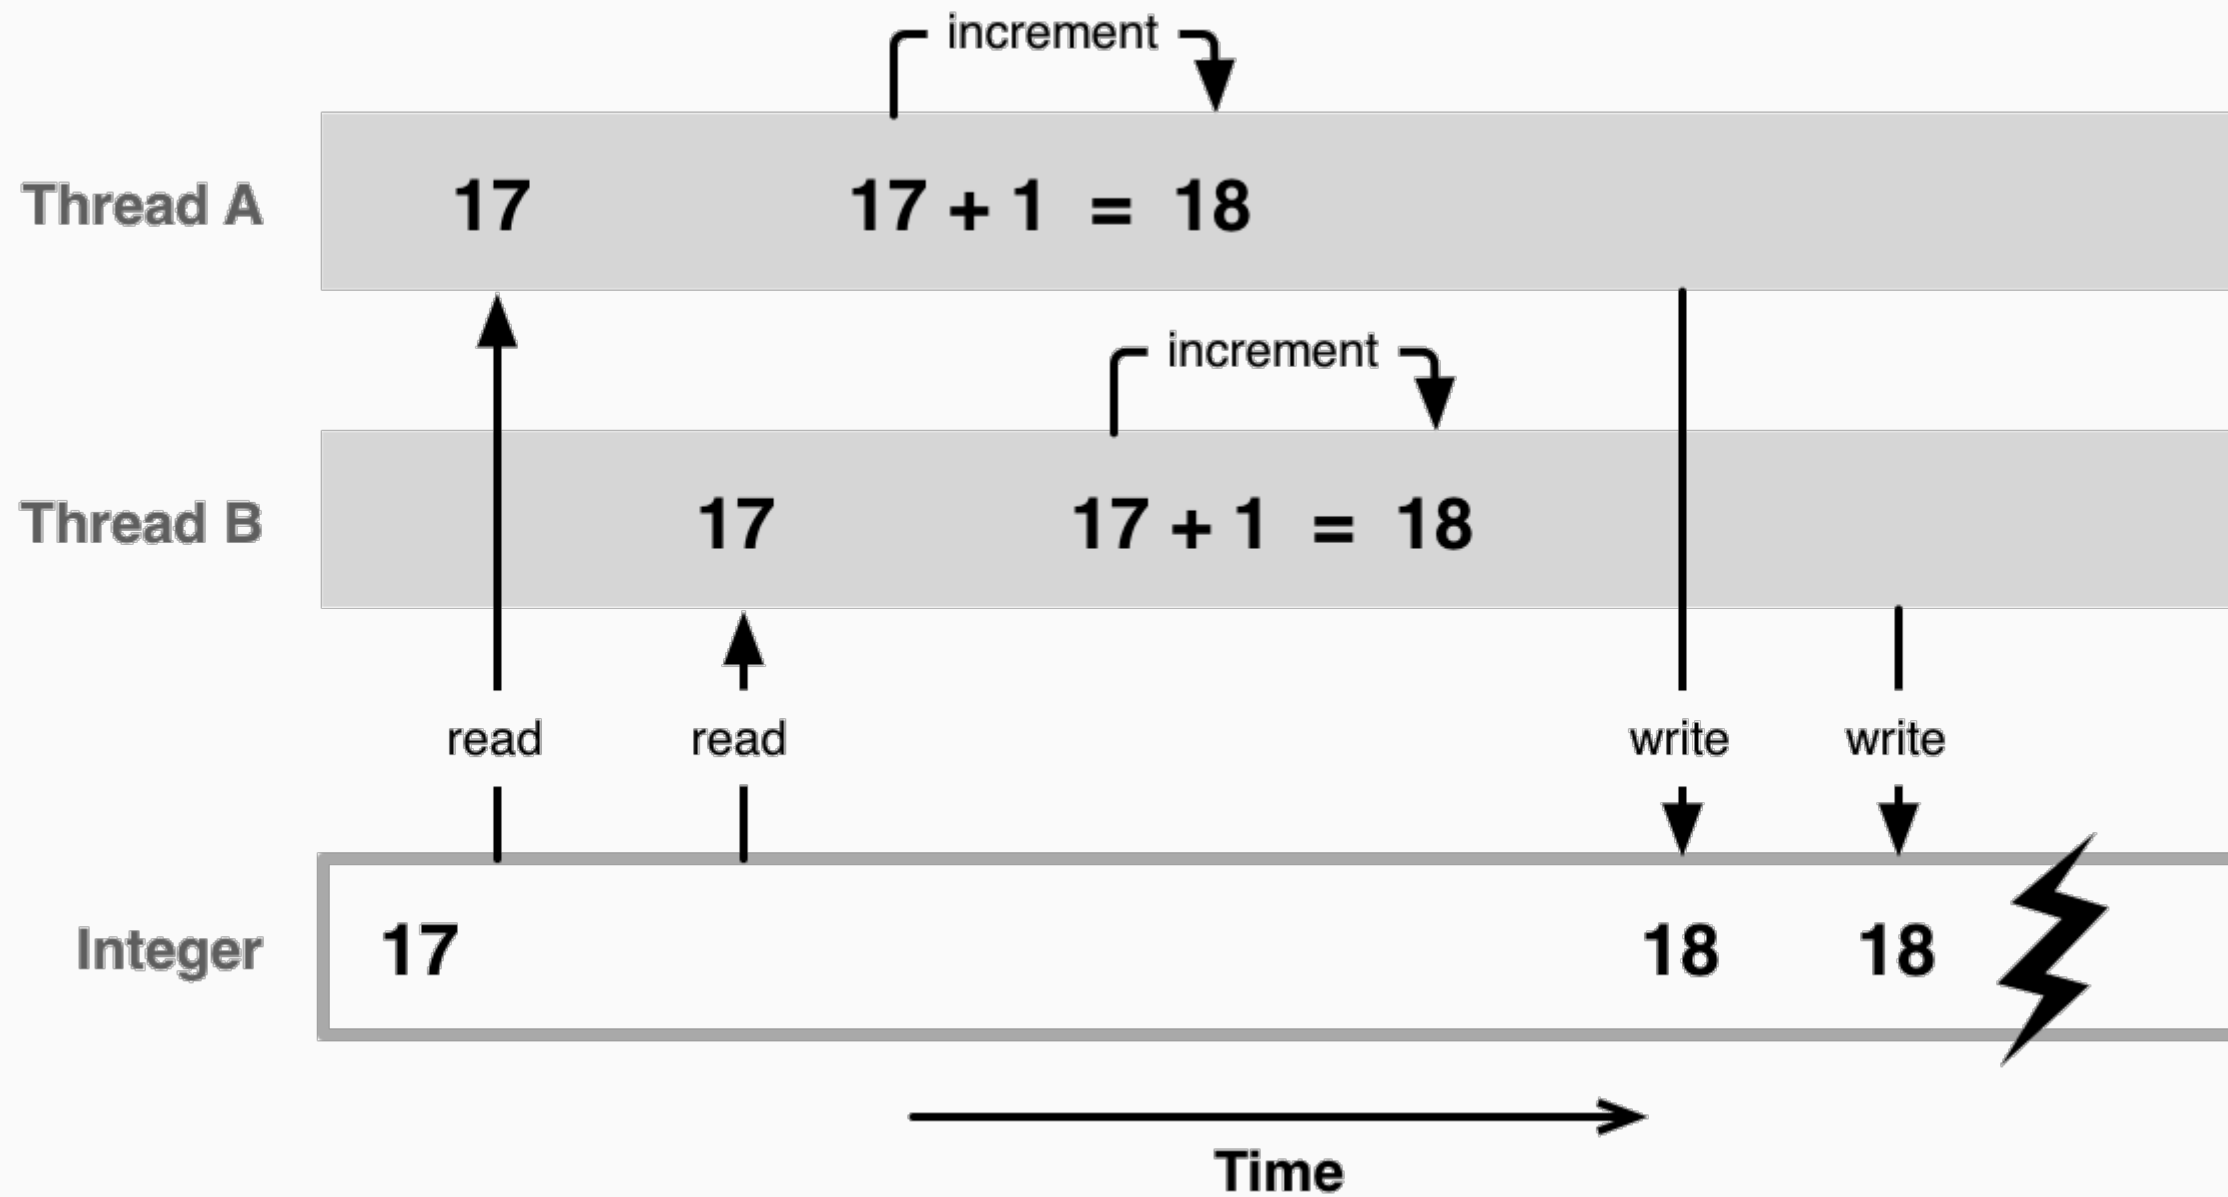 increment
Thread A 17 17 + 1 = 18
increment
Thread B 17 17 + 1 = 18
read read write write
Integer 17 18 18
Time